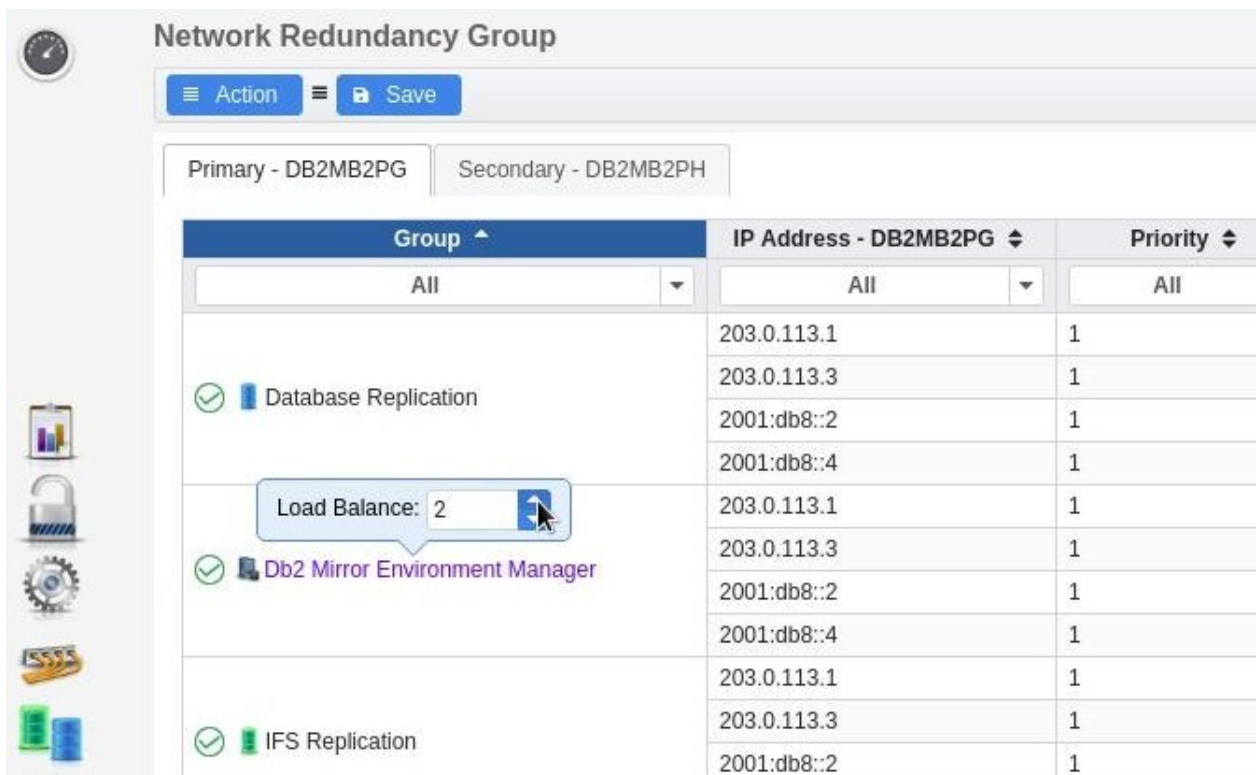 Network Redundancy Group
Action Save
Primary - DB2MB2PG Secondary - DB2MB2PH
Group IP Address - DB2MB2PG Priority
All All All
203.0.113.1 1
203.0.113.3 1
Database Replication
2001:db8::2 1
2001:db8::4 1
Load Balance: 2
203.0.113.1 1
203.0.113.3 1
Db2 Mirror Environment Manager
2001:db8::2 1
2001:db8::4 1
203.0.113.1 1
203.0.113.3 1
IFS Replication
2001:db8::2 1